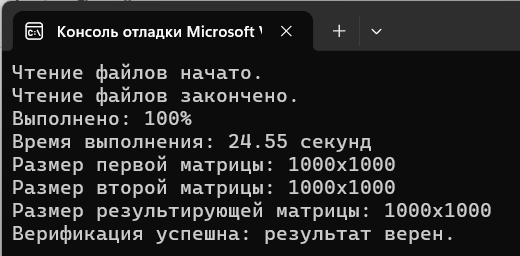 Консоль отладки Microsoft V
Чтение файлов начато.
Чтение файлов закончено.
Выполнено: 100%
Время выполнения: 24.55 секунд
Размер первой матрицы: 1000x1000
Размер второй матрицы: 1000x1000
Размер результирующей матрицы: 1000x1000
Верификация успешна: результат верен.